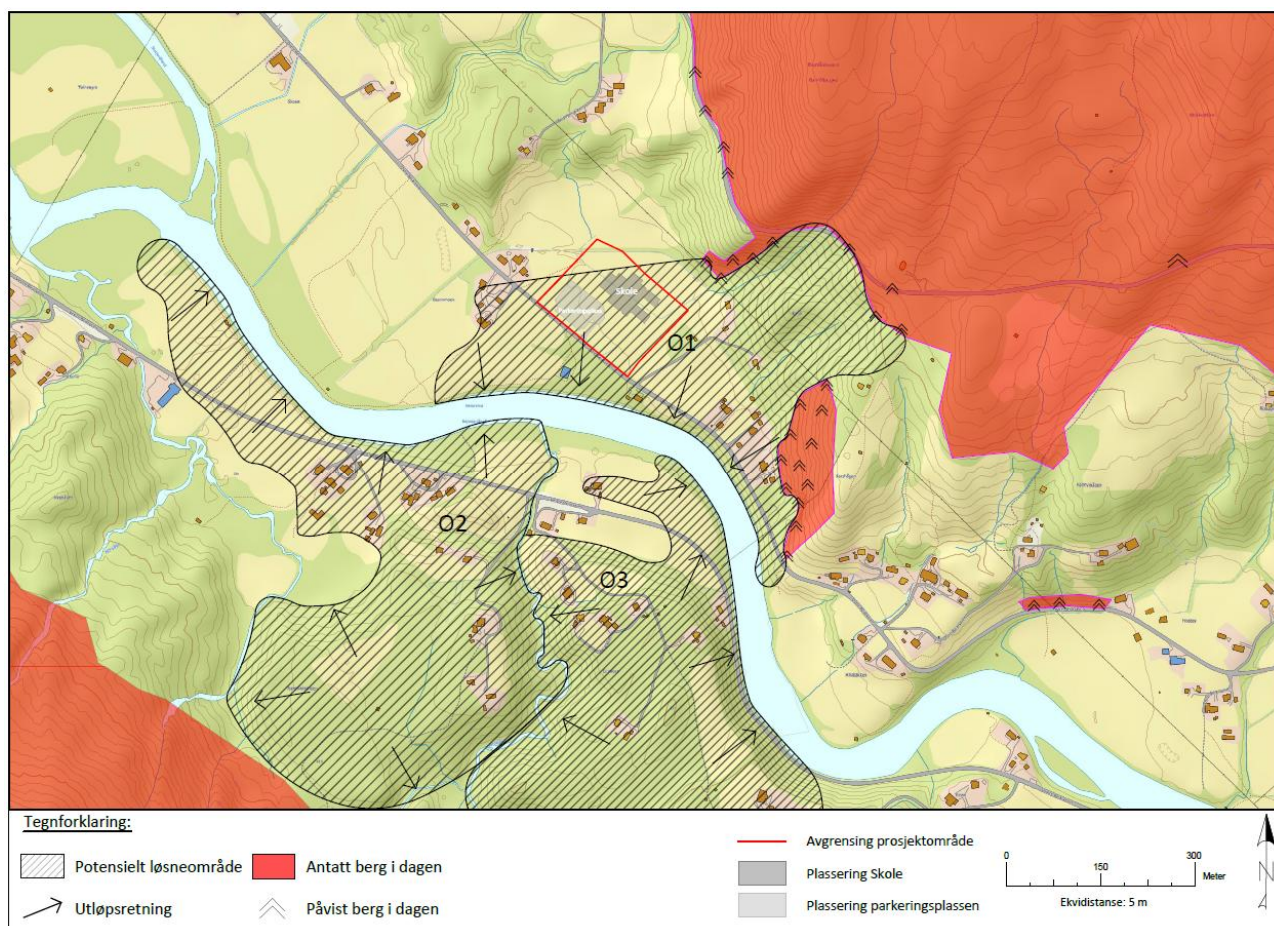 Skole
O1
O2
O3
Tegnforklaring:
Potensielt løsneområde
Antatt berg i dagen
Utløpsretning
Påvist berg i dagen
Avgrensing prosjektområde
Plassering Skole
Plassering parkeringsplassen
0 150 300
Meter
Ekvidistanse: 5 m
N